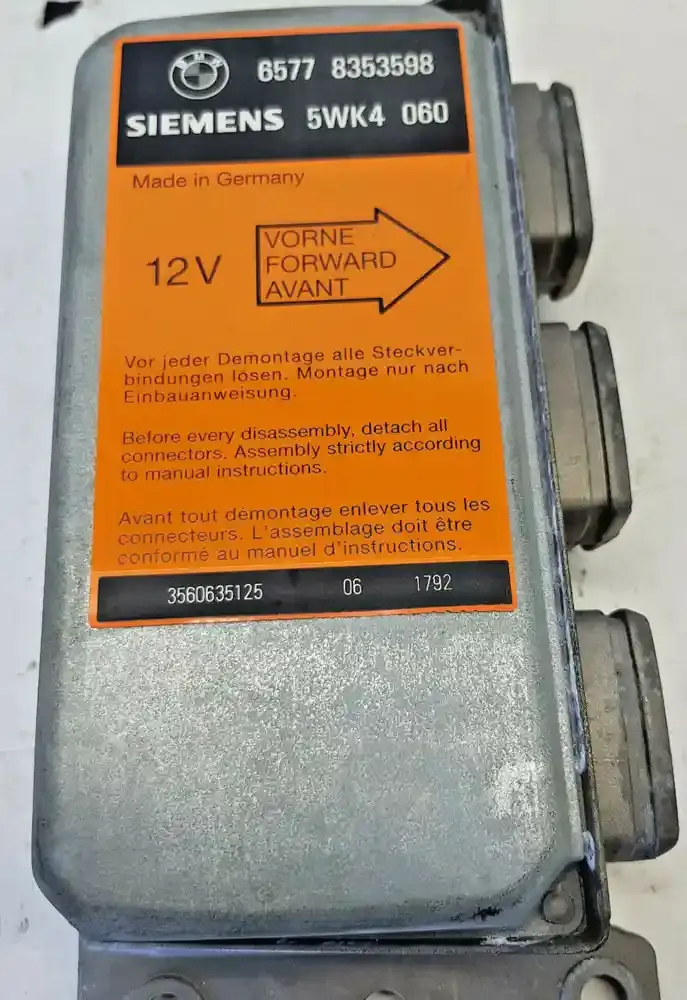 BMW
6577 8353598
SIEMENS 5WK4 060
Made in Germany
12V
VORNE
FORWARD
AVANT
Vor jeder Demontage alle Steckver-
bindungen lösen. Montage nur nach
Einbauanweisung.
Before every disassembly, detach all
connectors. Assembly strictly according
to manual instructions.
Avant tout démontage enlever tous les
connecteurs. L'assemblage doit être
conformé au manuel d'instructions.
3560635125 06 1792